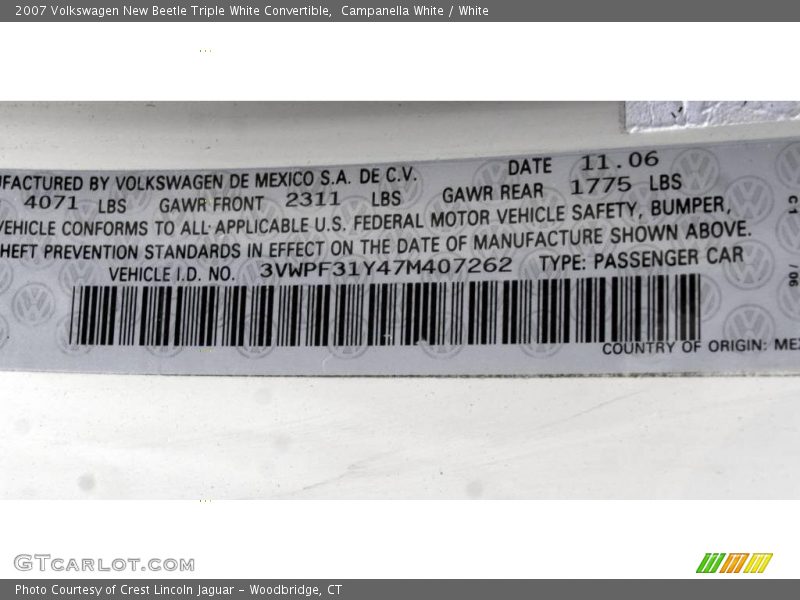 2007 Volkswagen New Beetle Triple White Convertible, Campanella White / White
UFACTURED BY VOLKSWAGEN DE MEXICO S.A. DE C.V. DATE 11.06
4071 LBS GAWR FRONT 2311 LBS GAWR REAR 1775 LBS
VEHICLE CONFORMS TO ALL APPLICABLE U.S. FEDERAL MOTOR VEHICLE SAFETY, BUMPER,
HEFT PREVENTION STANDARDS IN EFFECT ON THE DATE OF MANUFACTURE SHOWN ABOVE.
VEHICLE I.D. NO. 3VWPF31Y47M407262 TYPE: PASSENGER CAR
COUNTRY OF ORIGIN: MEX
C1 / 06
GTCARLOT.COM
Photo Courtesy of Crest Lincoln Jaguar - Woodbridge, CT